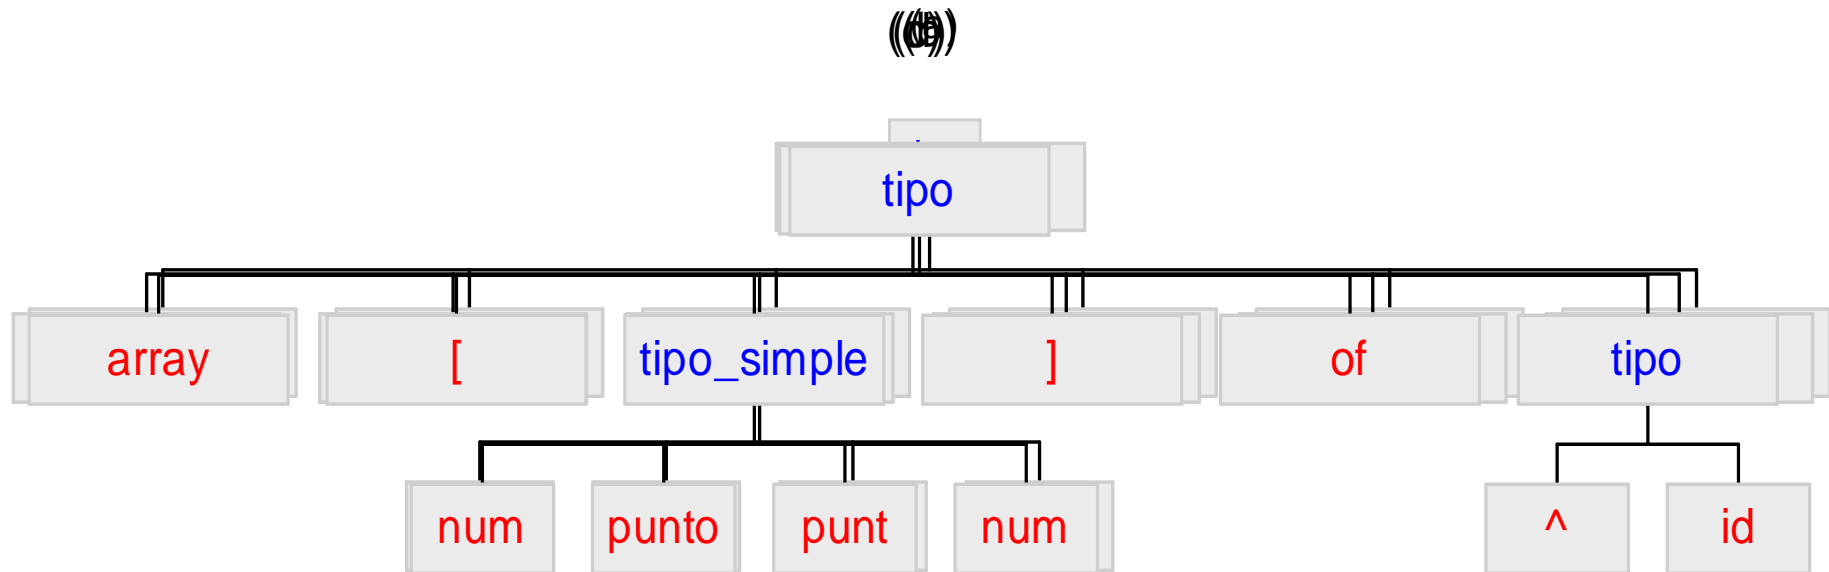 tipo
array [ tipo_simple ] of tipo
num punto punt num ^ id